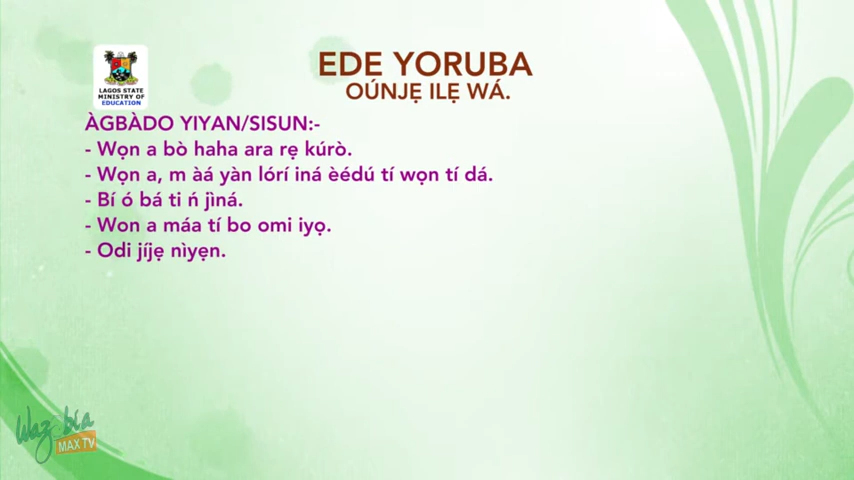 EDE YORUBA
OÚNJẸ ILẸ WÁ.
LAGOS STATE
MINISTRY OF
EDUCATION
ÀGBÀDO YIYAN/SISUN:-
- Wọn a bò haha ara rẹ kúrò.
- Wọn a, m àá yàn lórí iná èédú tí wọn tí dá.
- Bí ó bá ti ń jìná.
- Won a máa tí bo omi iyọ.
- Odi jíjẹ nìyẹn.
Wazobia
MAX TV